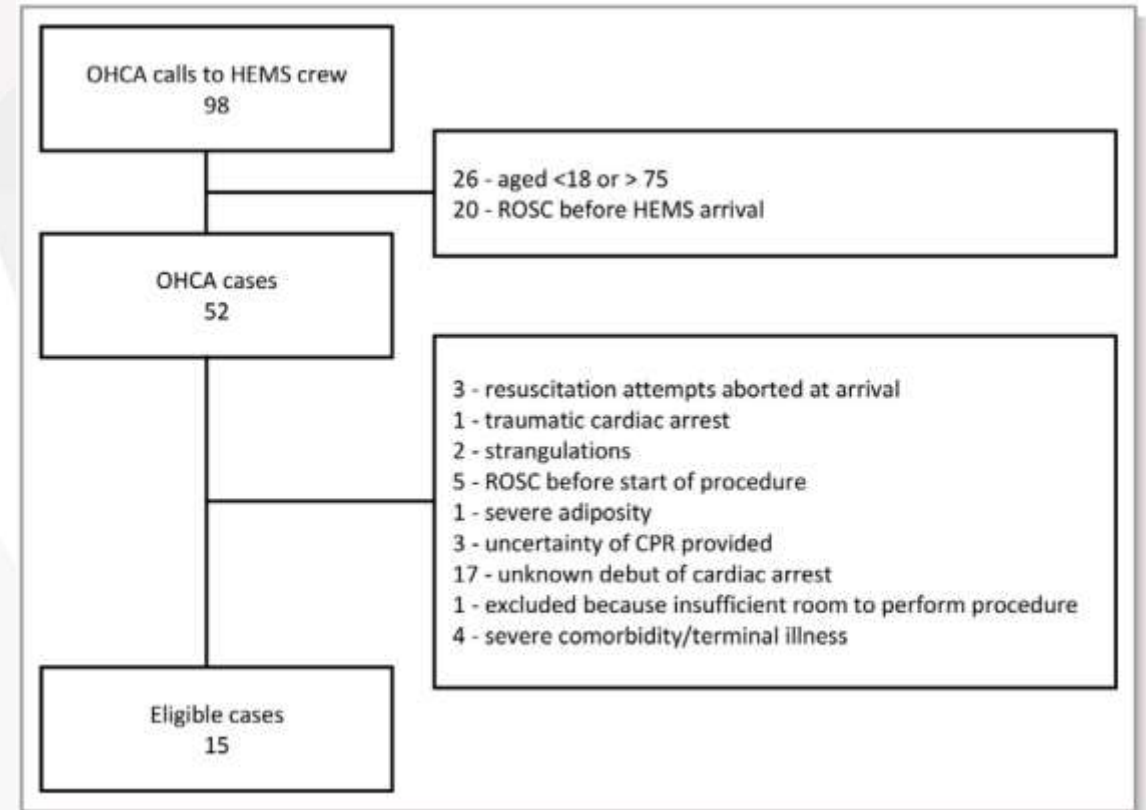 OHCA calls to HEMS crew
98
26 - aged <18 or > 75
20 - ROSC before HEMS arrival
OHCA cases
52
3 - resuscitation attempts aborted at arrival
1 - traumatic cardiac arrest
2 - strangulations
5 - ROSC before start of procedure
1 - severe adiposity
3 - uncertainty of CPR provided
17 - unknown debut of cardiac arrest
1 - excluded because insufficient room to perform procedure
4 - severe comorbidity/terminal illness
Eligible cases
15